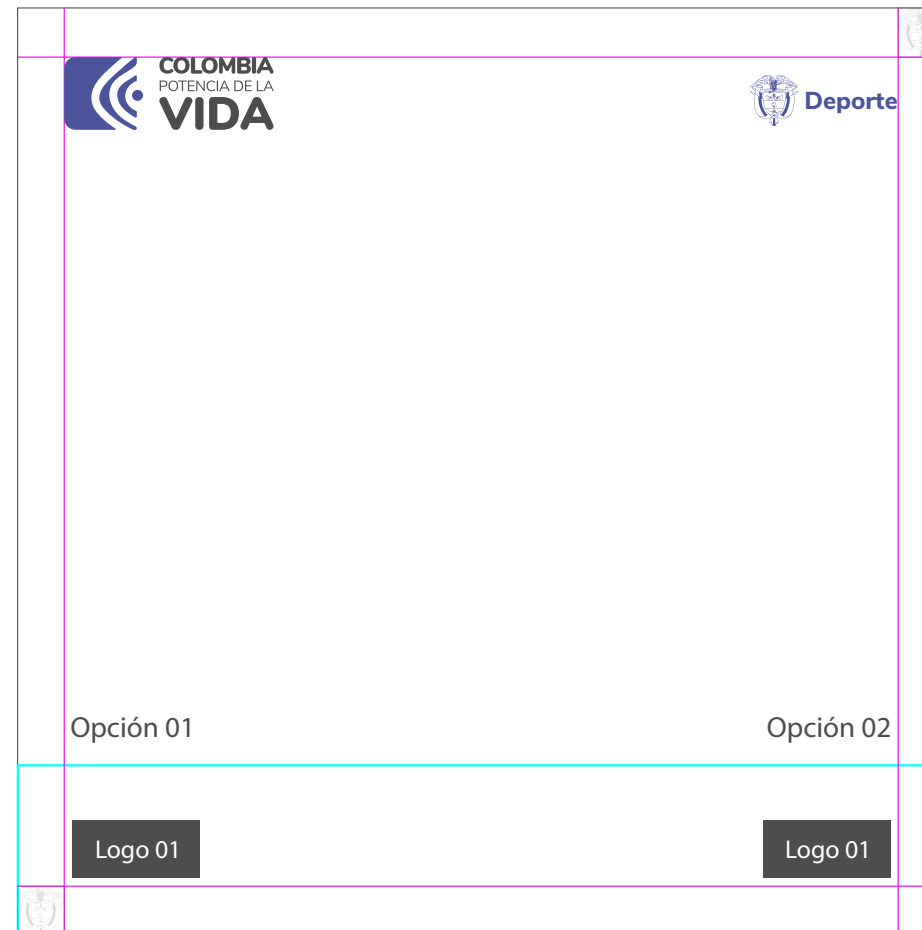 COLOMBIA
POTENCIA DE LA
VIDA
Deporte
Opción 01
Opción 02
Logo 01
Logo 01